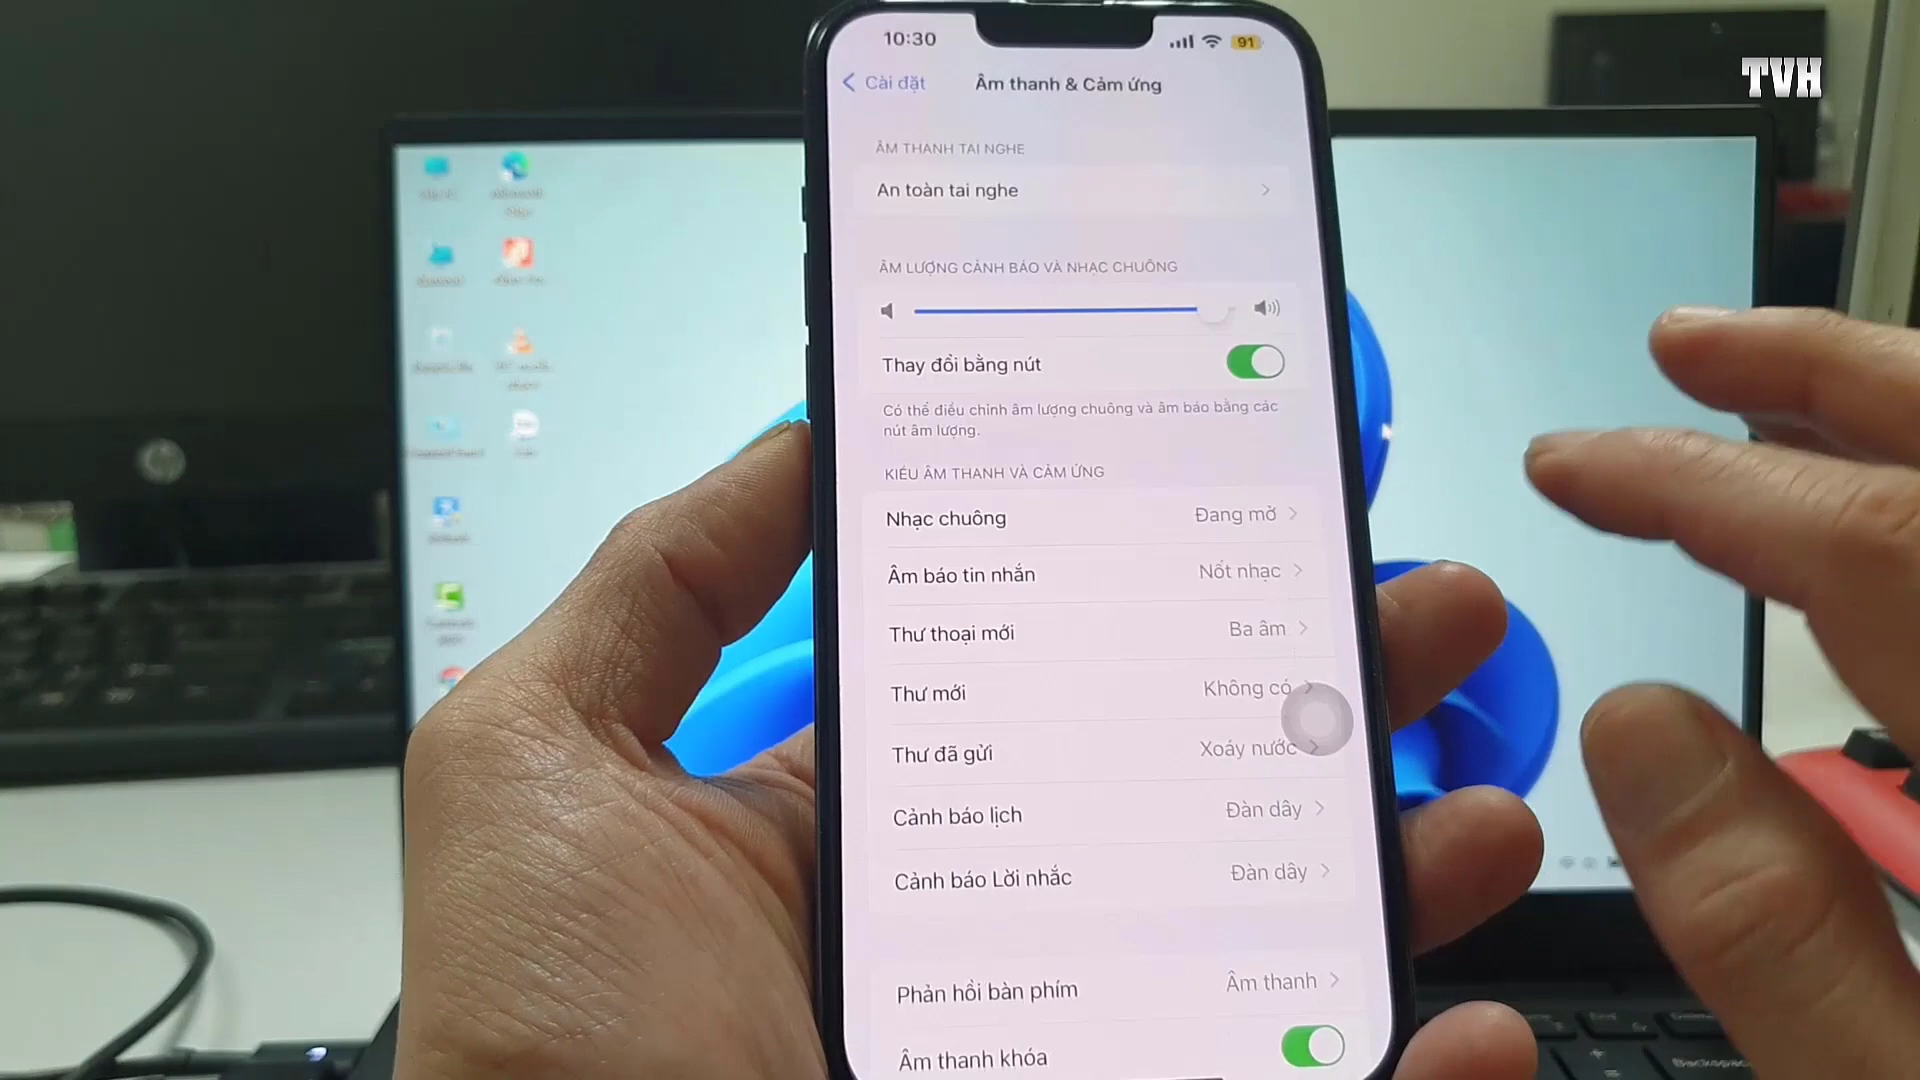 10:30
91
TVH
Cài đặt
Âm thanh & Cảm ứng
ÂM THANH TAI NGHE
An toàn tai nghe
ÂM LƯỢNG CẢNH BÁO VÀ NHẠC CHUÔNG
Thay đổi bằng nút
Có thể điều chỉnh âm lượng chuông và âm báo bằng các
nút âm lượng.
KIỂU ÂM THANH VÀ CẢM ỨNG
Nhạc chuông Đang mở
Âm báo tin nhắn Nốt nhạc
Thư thoại mới Ba âm
Thư mới Không có
Thư đã gửi Xoáy nước
Cảnh báo lịch Đàn dây
Cảnh báo Lời nhắc Đàn dây
Phản hồi bàn phím Âm thanh
Âm thanh khóa